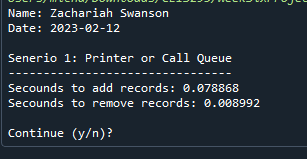 Name: Zachariah Swanson
Date: 2023-02-12
Senerio 1: Printer or Call Queue
--------------------------------
Secounds to add records: 0.078868
Secounds to remove records: 0.008992
Continue (y/n)?